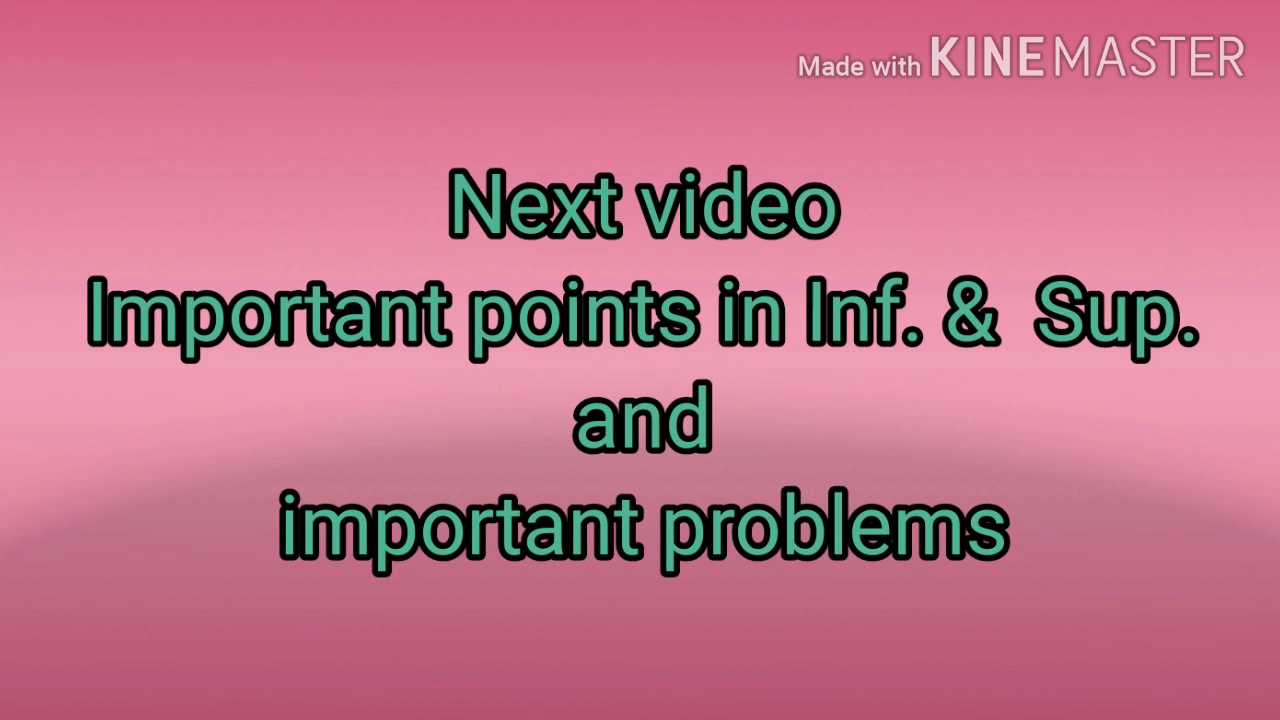 Made with KINEMASTER
Next video
Important points in Inf. & Sup.
and
important problems